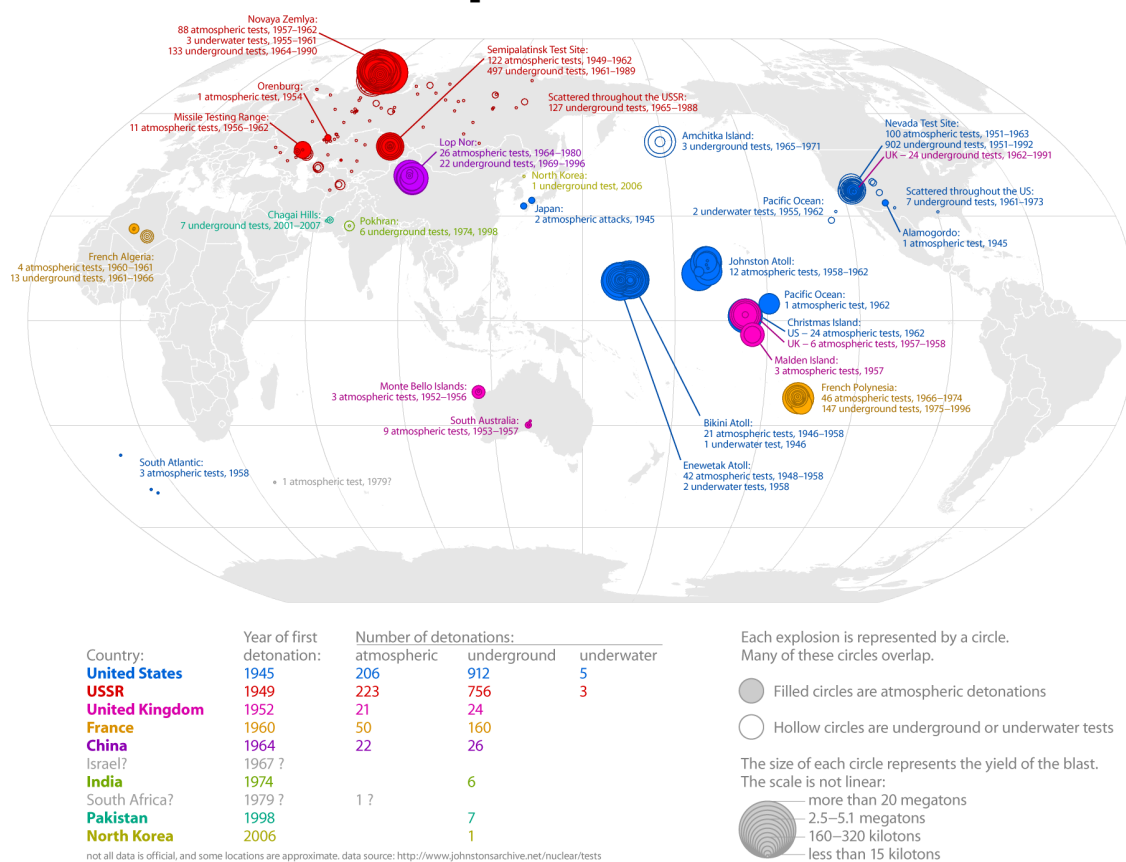 Novaya Zemlya:
88 atmospheric tests, 1957–1962
3 underwater tests, 1955–1961
133 underground tests, 1964–1990
Semipalatinsk Test Site:
122 atmospheric tests, 1949–1962
497 underground tests, 1961–1989
Orenburg:
1 atmospheric test, 1954
Scattered throughout the USSR:
127 underground tests, 1965–1988
Missile Testing Range:
11 atmospheric tests, 1956–1962
Lop Nor:
26 atmospheric tests, 1964–1980
22 underground tests, 1969–1996
Amchitka Island:
3 underground tests, 1965–1971
Nevada Test Site:
100 atmospheric tests, 1951–1963
902 underground tests, 1951–1992
UK – 24 underground tests, 1962–1991
North Korea:
1 underground test, 2006
Scattered throughout the US:
7 underground tests, 1961–1973
Pacific Ocean:
2 underwater tests, 1955, 1962
Japan:
2 atmospheric attacks, 1945
Chagai Hills:
7 underground tests, 2001–2007
Pokhran:
6 underground tests, 1974, 1998
Alamogordo:
1 atmospheric test, 1945
French Algeria:
4 atmospheric tests, 1960–1961
13 underground tests, 1961–1966
Johnston Atoll:
12 atmospheric tests, 1958–1962
Pacific Ocean:
1 atmospheric test, 1962
Christmas Island:
US – 24 atmospheric tests, 1962
UK – 6 atmospheric tests, 1957–1958
Malden Island:
3 atmospheric tests, 1957
Monte Bello Islands:
3 atmospheric tests, 1952–1956
French Polynesia:
46 atmospheric tests, 1966–1974
147 underground tests, 1975–1996
South Australia:
9 atmospheric tests, 1953–1957
Bikini Atoll:
21 atmospheric tests, 1946–1958
1 underwater test, 1946
South Atlantic:
3 atmospheric tests, 1958
Enewetak Atoll:
42 atmospheric tests, 1948–1958
2 underwater tests, 1958
1 atmospheric test, 1979?
Year of first Number of detonations:
Country: detonation: atmospheric underground underwater
United States 1945 206 912 5
USSR 1949 223 756 3
United Kingdom 1952 21 24
France 1960 50 160
China 1964 22 26
Israel? 1967 ?
India 1974 6
South Africa? 1979 ? 1 ?
Pakistan 1998 7
North Korea 2006 1
not all data is official, and some locations are approximate. data source: http://www.johnstonsarchive.net/nuclear/tests
Each explosion is represented by a circle.
Many of these circles overlap.
Filled circles are atmospheric detonations
Hollow circles are underground or underwater tests
The size of each circle represents the yield of the blast.
The scale is not linear:
more than 20 megatons
2.5–5.1 megatons
160–320 kilotons
less than 15 kilotons